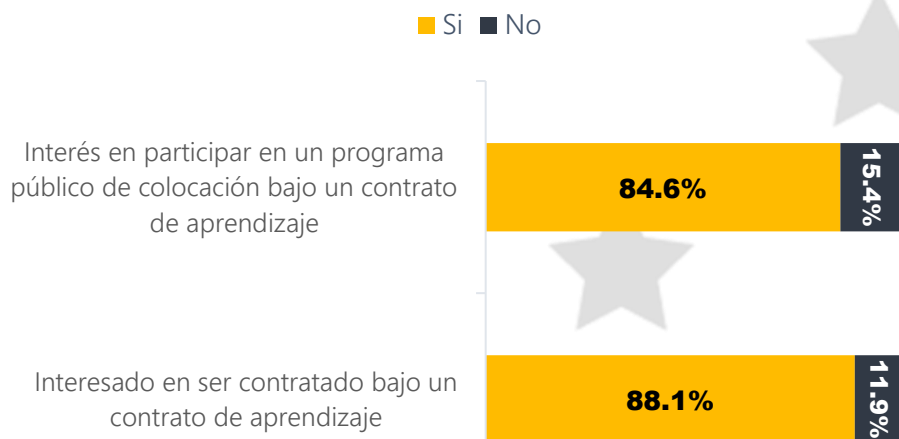 Si No
Interés en participar en un programa
público de colocación bajo un contrato
de aprendizaje
84.6%
15.4%
Interesado en ser contratado bajo un
contrato de aprendizaje
88.1%
11.9%